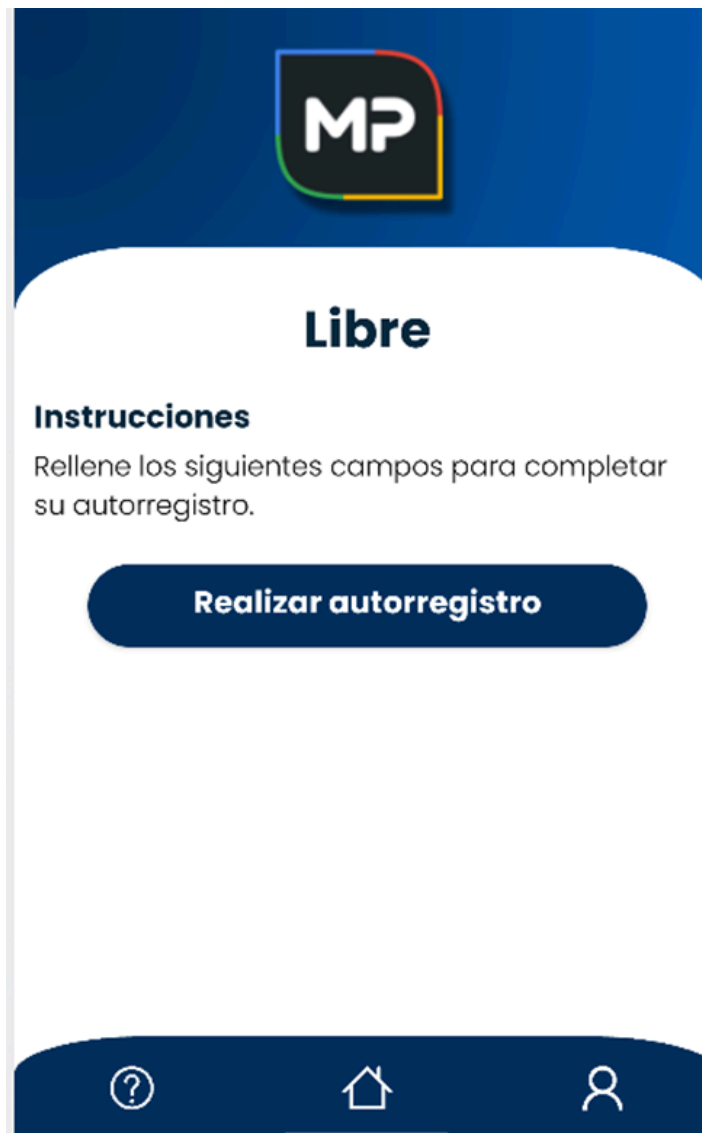 MP
Libre
Instrucciones
Rellene los siguientes campos para completar
su autorregistro.
Realizar autorregistro
?